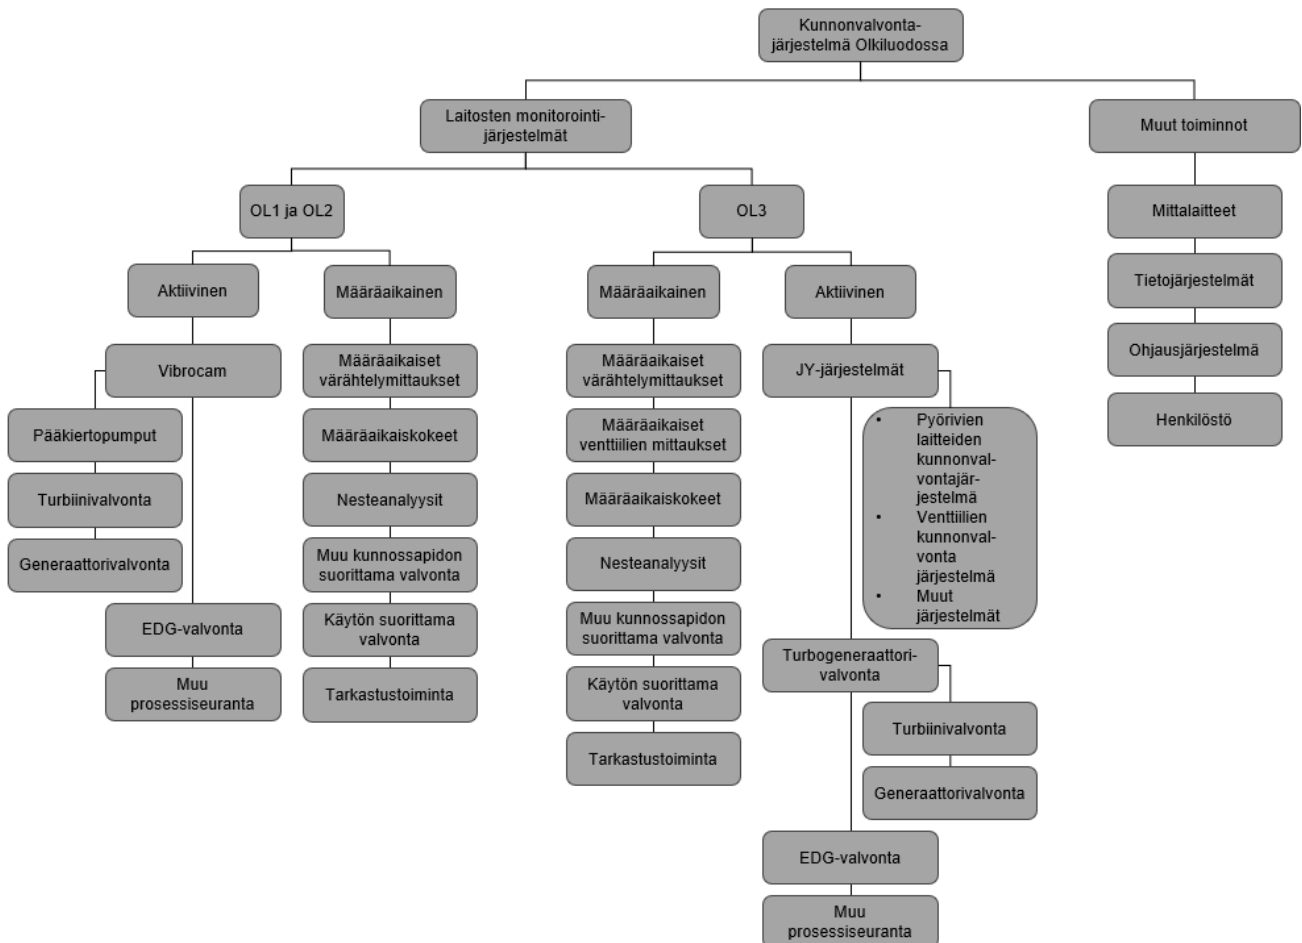 Kunnonvalvonta-
järjestelmä Olkiluodossa
Laitosten monitorointi-
järjestelmät
Muut toiminnot
OL1 ja OL2
OL3
Mittalaitteet
Tietojärjestelmät
Ohjausjärjestelmä
Henkilöstö
Aktiivinen
Määräaikainen
Määräaikainen
Aktiivinen
Vibrocam
Pääkiertopumput
Turbiinivalvonta
Generaattorivalvonta
EDG-valvonta
Muu
prosessiseuranta
Määräaikaiset
värähtelymittaukset
Määräaikaiskokeet
Nesteanalyysit
Muu kunnossapidon
suorittama valvonta
Käytön suorittama
valvonta
Tarkastustoiminta
Määräaikaiset
värähtelymittaukset
Määräaikaiset
venttiilien mittaukset
Määräaikaiskokeet
Nesteanalyysit
Muu kunnossapidon
suorittama valvonta
Käytön suorittama
valvonta
Tarkastustoiminta
JY-järjestelmät
• Pyörivien
laitteiden
kunnonval-
vontajär-
jestelmä
• Venttiilien
kunnonval-
vonta
järjestelmä
• Muut
järjestelmät
Turbogeneraattori-
valvonta
Turbiinivalvonta
Generaattorivalvonta
EDG-valvonta
Muu
prosessiseuranta